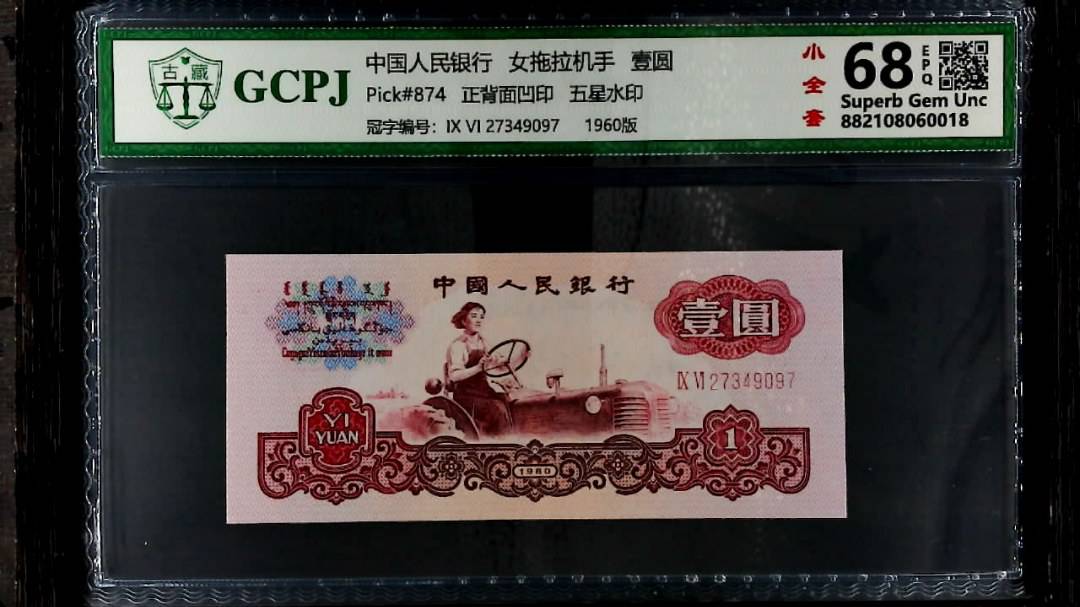 古藏
GCPJ
中国人民银行 女拖拉机手 壹圆
Pick#874 正背面凹印 五星水印
冠字编号: IX VI 27349097 1960版
小全套
68 EPQ
Superb Gem Unc
882108060018
中國人民銀行
壹圓
IX VI 27349097
YI
YUAN
1
1960